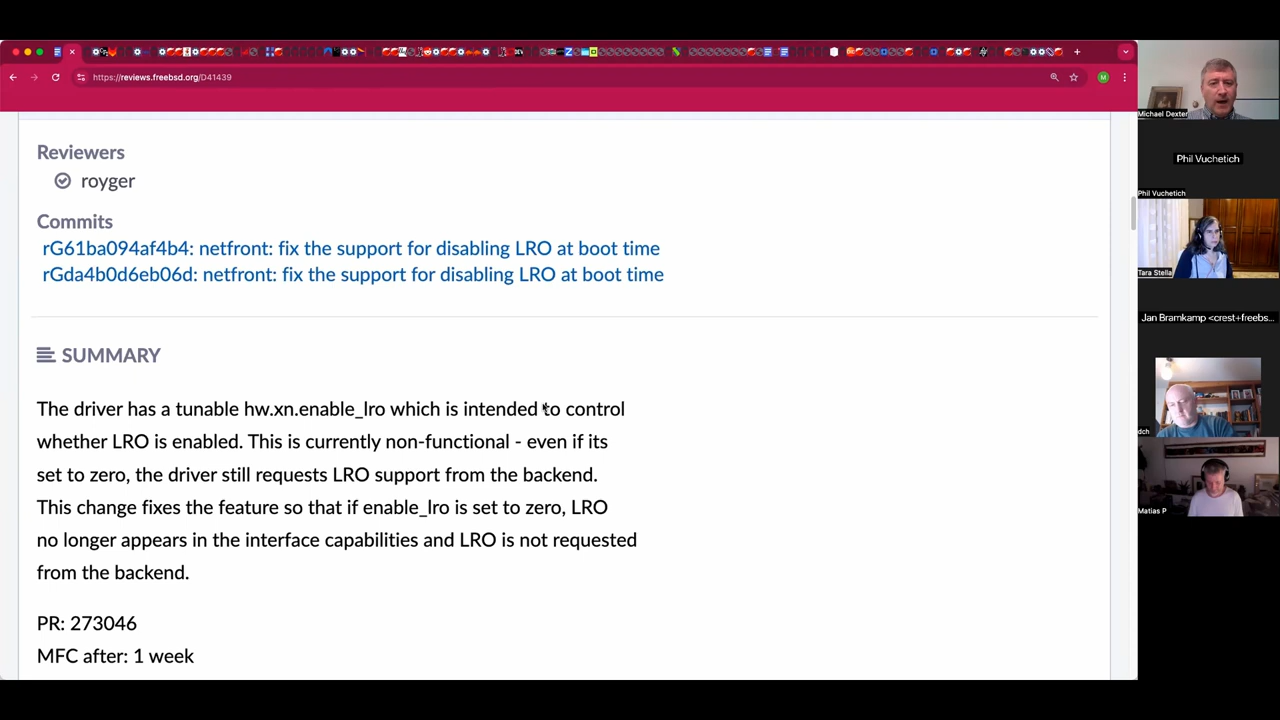 https://reviews.freebsd.org/D41439
M
Reviewers
royger
Commits
rG61ba094af4b4: netfront: fix the support for disabling LRO at boot time
rGda4b0d6eb06d: netfront: fix the support for disabling LRO at boot time
SUMMARY
The driver has a tunable hw.xn.enable_lro which is intended to control
whether LRO is enabled. This is currently non-functional - even if its
set to zero, the driver still requests LRO support from the backend.
This change fixes the feature so that if enable_lro is set to zero, LRO
no longer appears in the interface capabilities and LRO is not requested
from the backend.
PR: 273046
MFC after: 1 week
Michael Dexter
Phil Vuchetich
Phil Vuchetich
Tara Stella
Jan Bramkamp <crest+freebs...
dch
Matias P